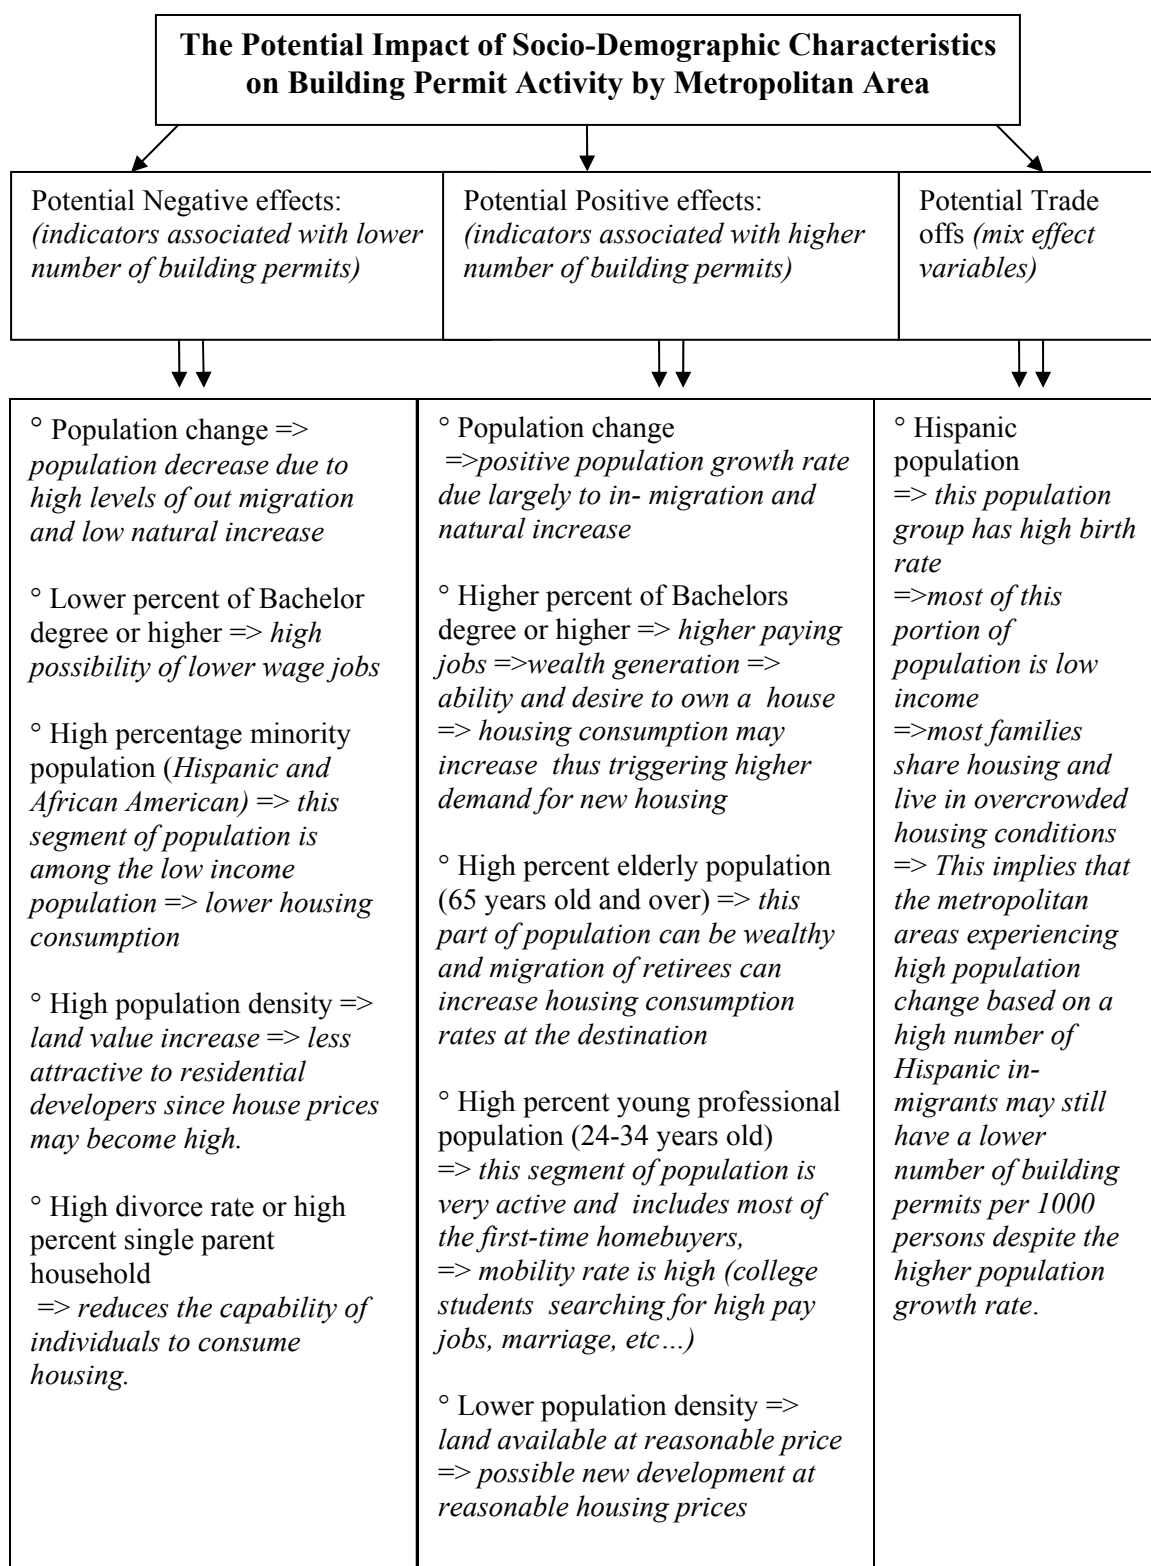 The Potential Impact of Socio-Demographic Characteristics
on Building Permit Activity by Metropolitan Area
Potential Negative effects:
(indicators associated with lower
number of building permits)
Potential Positive effects:
(indicators associated with higher
number of building permits)
Potential Trade
offs (mix effect
variables)
° Population change =>
population decrease due to
high levels of out migration
and low natural increase
° Lower percent of Bachelor
degree or higher => high
possibility of lower wage jobs
° High percentage minority
population (Hispanic and
African American) => this
segment of population is
among the low income
population => lower housing
consumption
° High population density =>
land value increase => less
attractive to residential
developers since house prices
may become high.
° High divorce rate or high
percent single parent
household
=> reduces the capability of
individuals to consume
housing.
° Population change
=>positive population growth rate
due largely to in- migration and
natural increase
° Higher percent of Bachelors
degree or higher => higher paying
jobs =>wealth generation =>
ability and desire to own a house
=> housing consumption may
increase thus triggering higher
demand for new housing
° High percent elderly population
(65 years old and over) => this
part of population can be wealthy
and migration of retirees can
increase housing consumption
rates at the destination
° High percent young professional
population (24-34 years old)
=> this segment of population is
very active and includes most of
the first-time homebuyers,
=> mobility rate is high (college
students searching for high pay
jobs, marriage, etc…)
° Lower population density =>
land available at reasonable price
=> possible new development at
reasonable housing prices
° Hispanic
population
=> this population
group has high birth
rate
=>most of this
portion of
population is low
income
=>most families
share housing and
live in overcrowded
housing conditions
=> This implies that
the metropolitan
areas experiencing
high population
change based on a
high number of
Hispanic in-
migrants may still
have a lower
number of building
permits per 1000
persons despite the
higher population
growth rate.